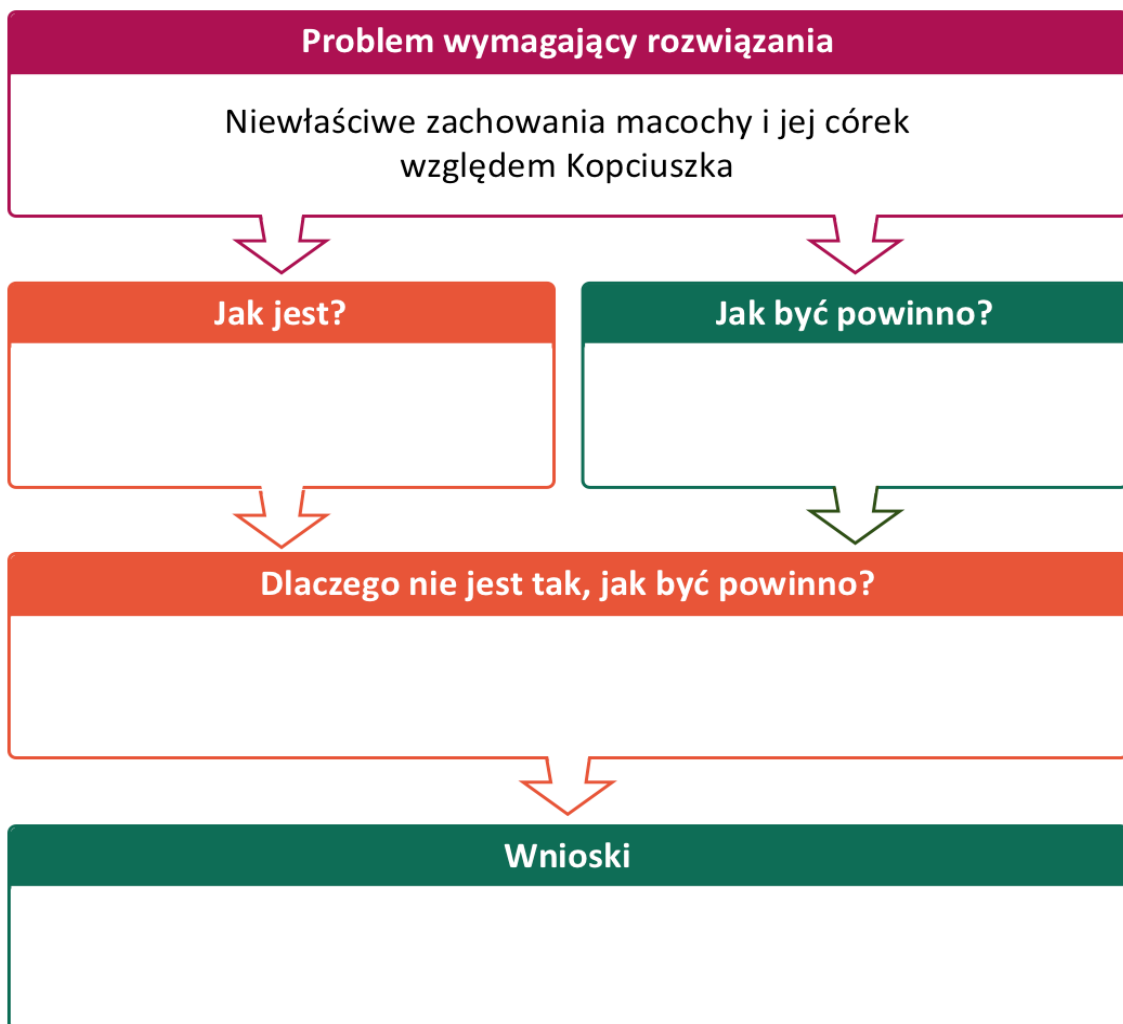 Problem wymagający rozwiązania
Niewłaściwe zachowania macochy i jej córek
względem Kopciuszka
Jak jest?
Jak być powinno?
Dlaczego nie jest tak, jak być powinno?
Wnioski